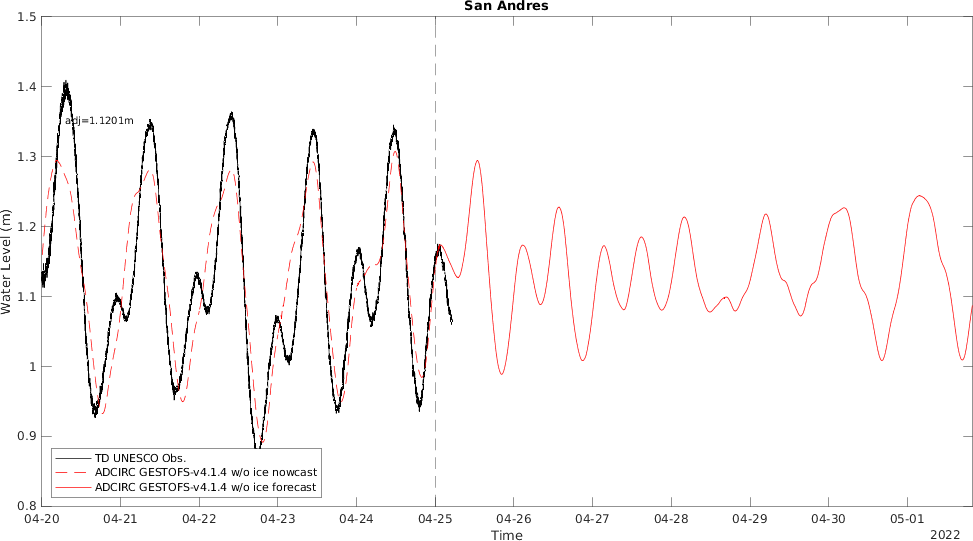 San Andres
1.5
1.4
adj=1.1201m
1.3
1.2
Water Level (m)
1.1
1
0.9
TD UNESCO Obs.
ADCIRC GESTOFS-v4.1.4 w/o ice nowcast
ADCIRC GESTOFS-v4.1.4 w/o ice forecast
0.8
04-20 04-21 04-22 04-23 04-24 04-25 04-26 04-27 04-28 04-29 04-30 05-01
Time
2022